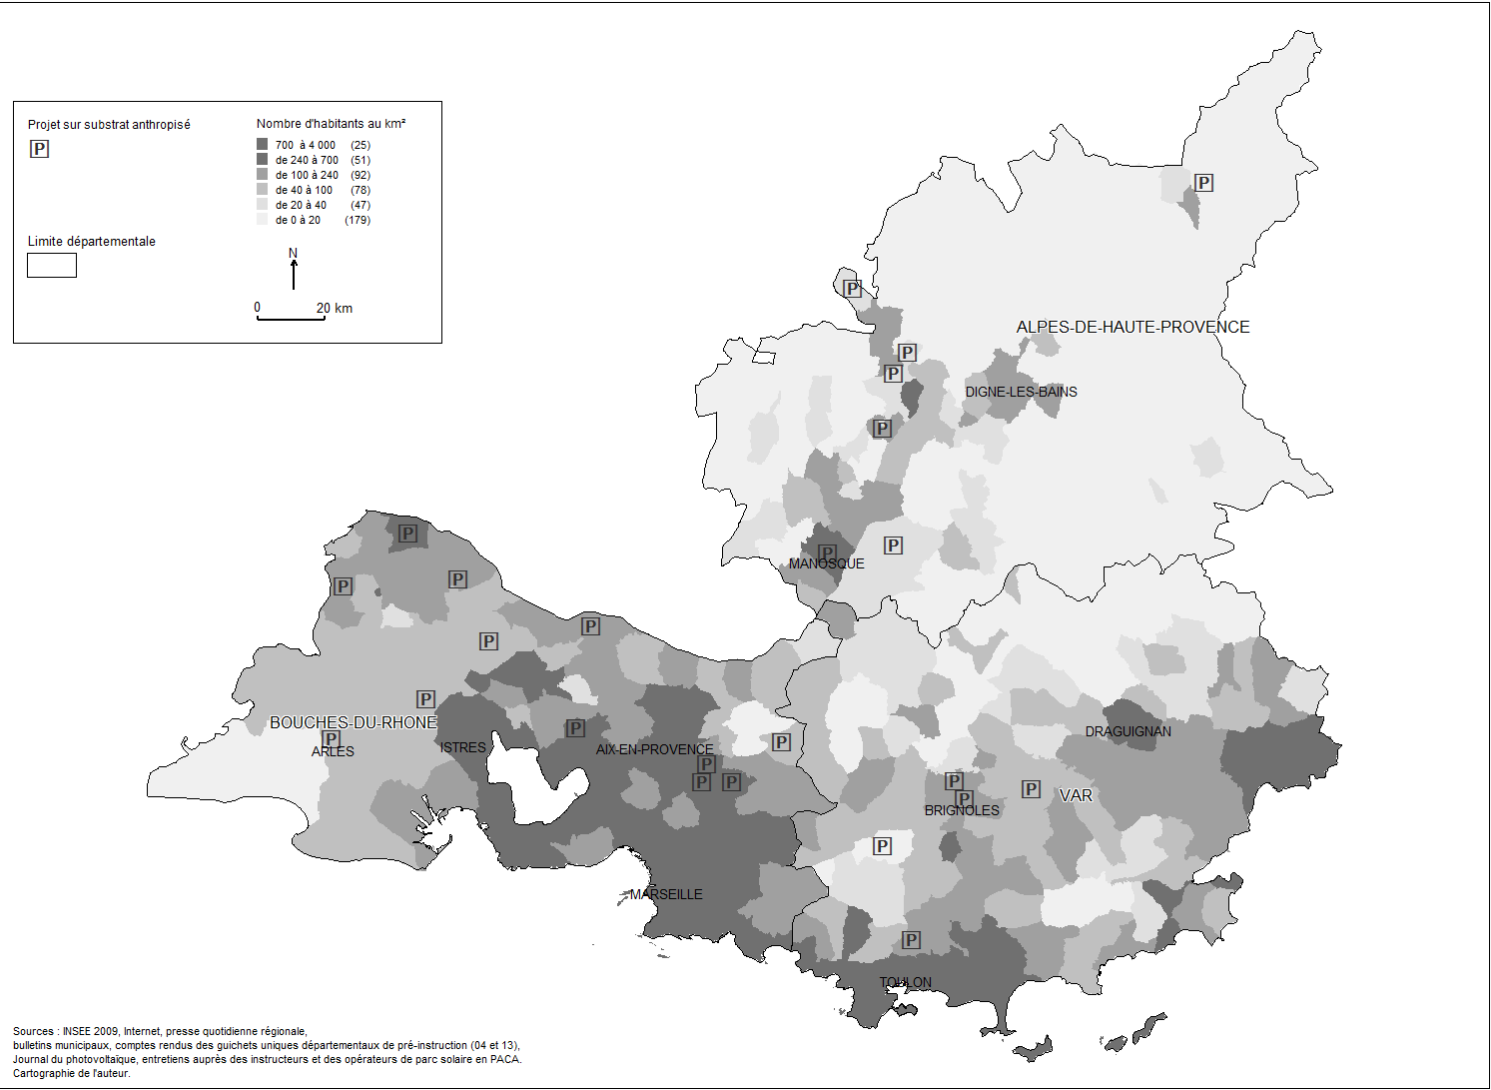 Projet sur substrat anthropisé
P
Limite départementale
Nombre d'habitants au km²
700 à 4 000 (25)
de 240 à 700 (51)
de 100 à 240 (92)
de 40 à 100 (78)
de 20 à 40 (47)
de 0 à 20 (179)
N
0 20 km
P
P
ALPES-DE-HAUTE-PROVENCE
P
P
DIGNE-LES-BAINS
P
P
P
P
MANOSQUE
P
P
P
P
P
BOUCHES-DU-RHONE
P
ARLES
ISTRES
P
AIX-EN-PROVENCE
P
P
P
P
DRAGUIGNAN
P
P
BRIGNOLES
P
VAR
P
MARSEILLE
P
TOULON
Sources : INSEE 2009, Internet, presse quotidienne régionale,
bulletins municipaux, comptes rendus des guichets uniques départementaux de pré-instruction (04 et 13),
Journal du photovoltaïque, entretiens auprès des instructeurs et des opérateurs de parc solaire en PACA.
Cartographie de l'auteur.